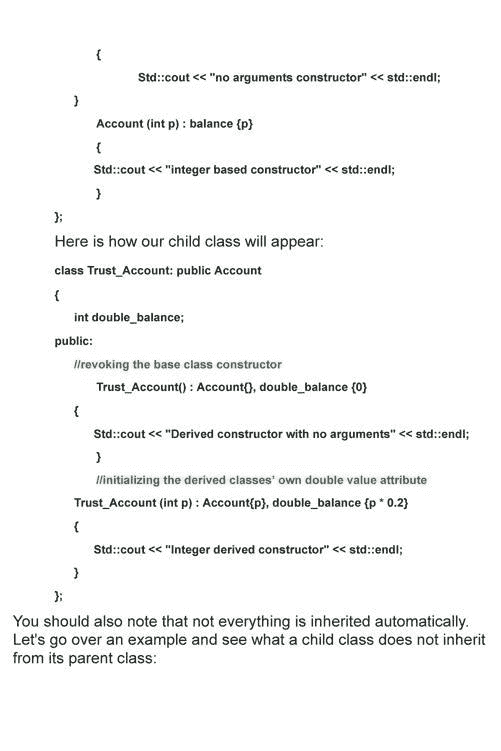 {
Std::cout << "no arguments constructor" << std::endl;
}
Account (int p) : balance {p}
{
Std::cout << "integer based constructor" << std::endl;
}
};
Here is how our child class will appear:
class Trust_Account: public Account
{
int double_balance;
public:
//revoking the base class constructor
Trust_Account() : Account{}, double_balance {0}
{
Std::cout << "Derived constructor with no arguments" << std::endl;
}
//initializing the derived classes’ own double value attribute
Trust_Account (int p) : Account{p}, double_balance {p * 0.2}
{
Std::cout << "Integer derived constructor" << std::endl;
}
};
You should also note that not everything is inherited automatically.
Let's go over an example and see what a child class does not inherit
from its parent class: